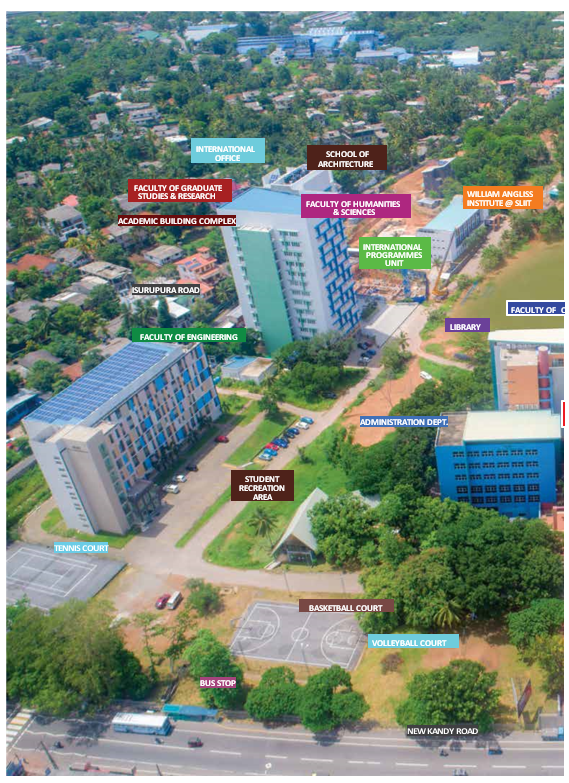 INTERNATIONAL
OFFICE
SCHOOL OF
ARCHITECTURE
FACULTY OF GRADUATE
STUDIES & RESEARCH
WILLIAM ANGLISS
INSTITUTE @ SLIIT
FACULTY OF HUMANITIES
& SCIENCES
ACADEMIC BUILDING COMPLEX
INTERNATIONAL
PROGRAMMES
UNIT
ISURUPURA ROAD
FACULTY OF C
LIBRARY
FACULTY OF ENGINEERING
ADMINISTRATION DEPT.
STUDENT
RECREATION
AREA
TENNIS COURT
BASKETBALL COURT
VOLLEYBALL COURT
BUS STOP
NEW KANDY ROAD